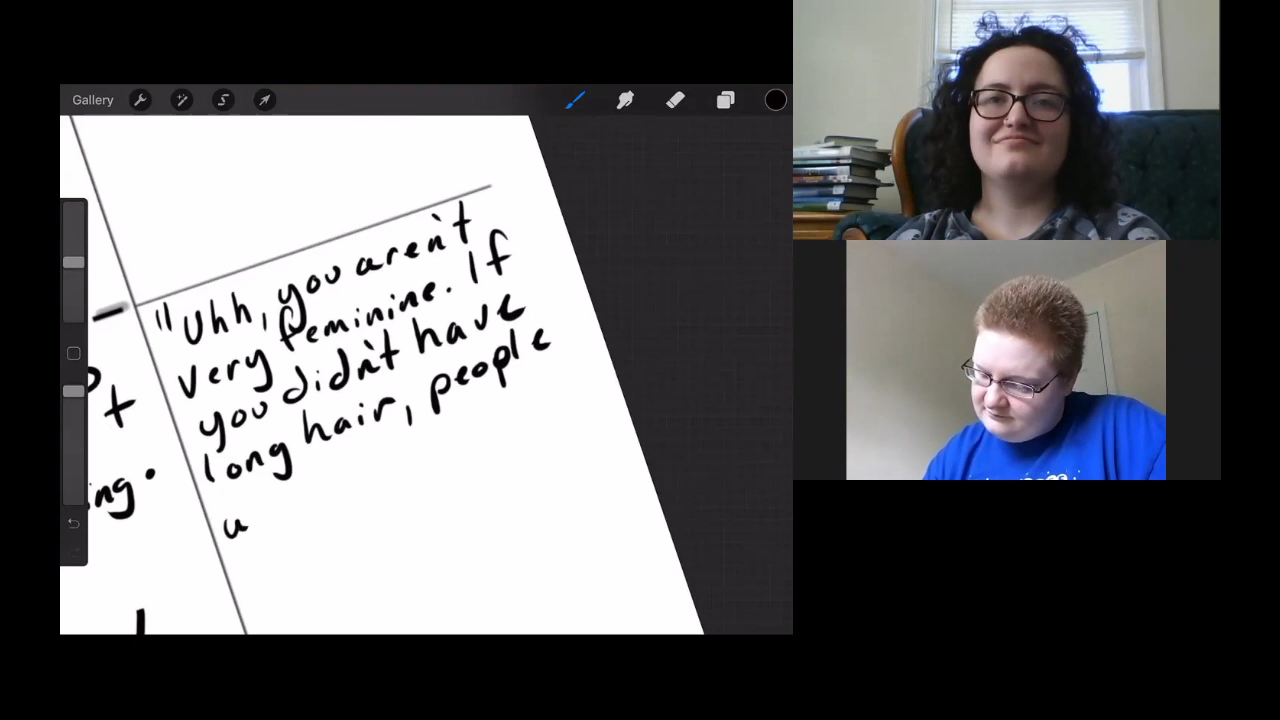 Gallery
"Uhh, you aren't
very feminine. If
you didn't have
long hair, people
u
ing.